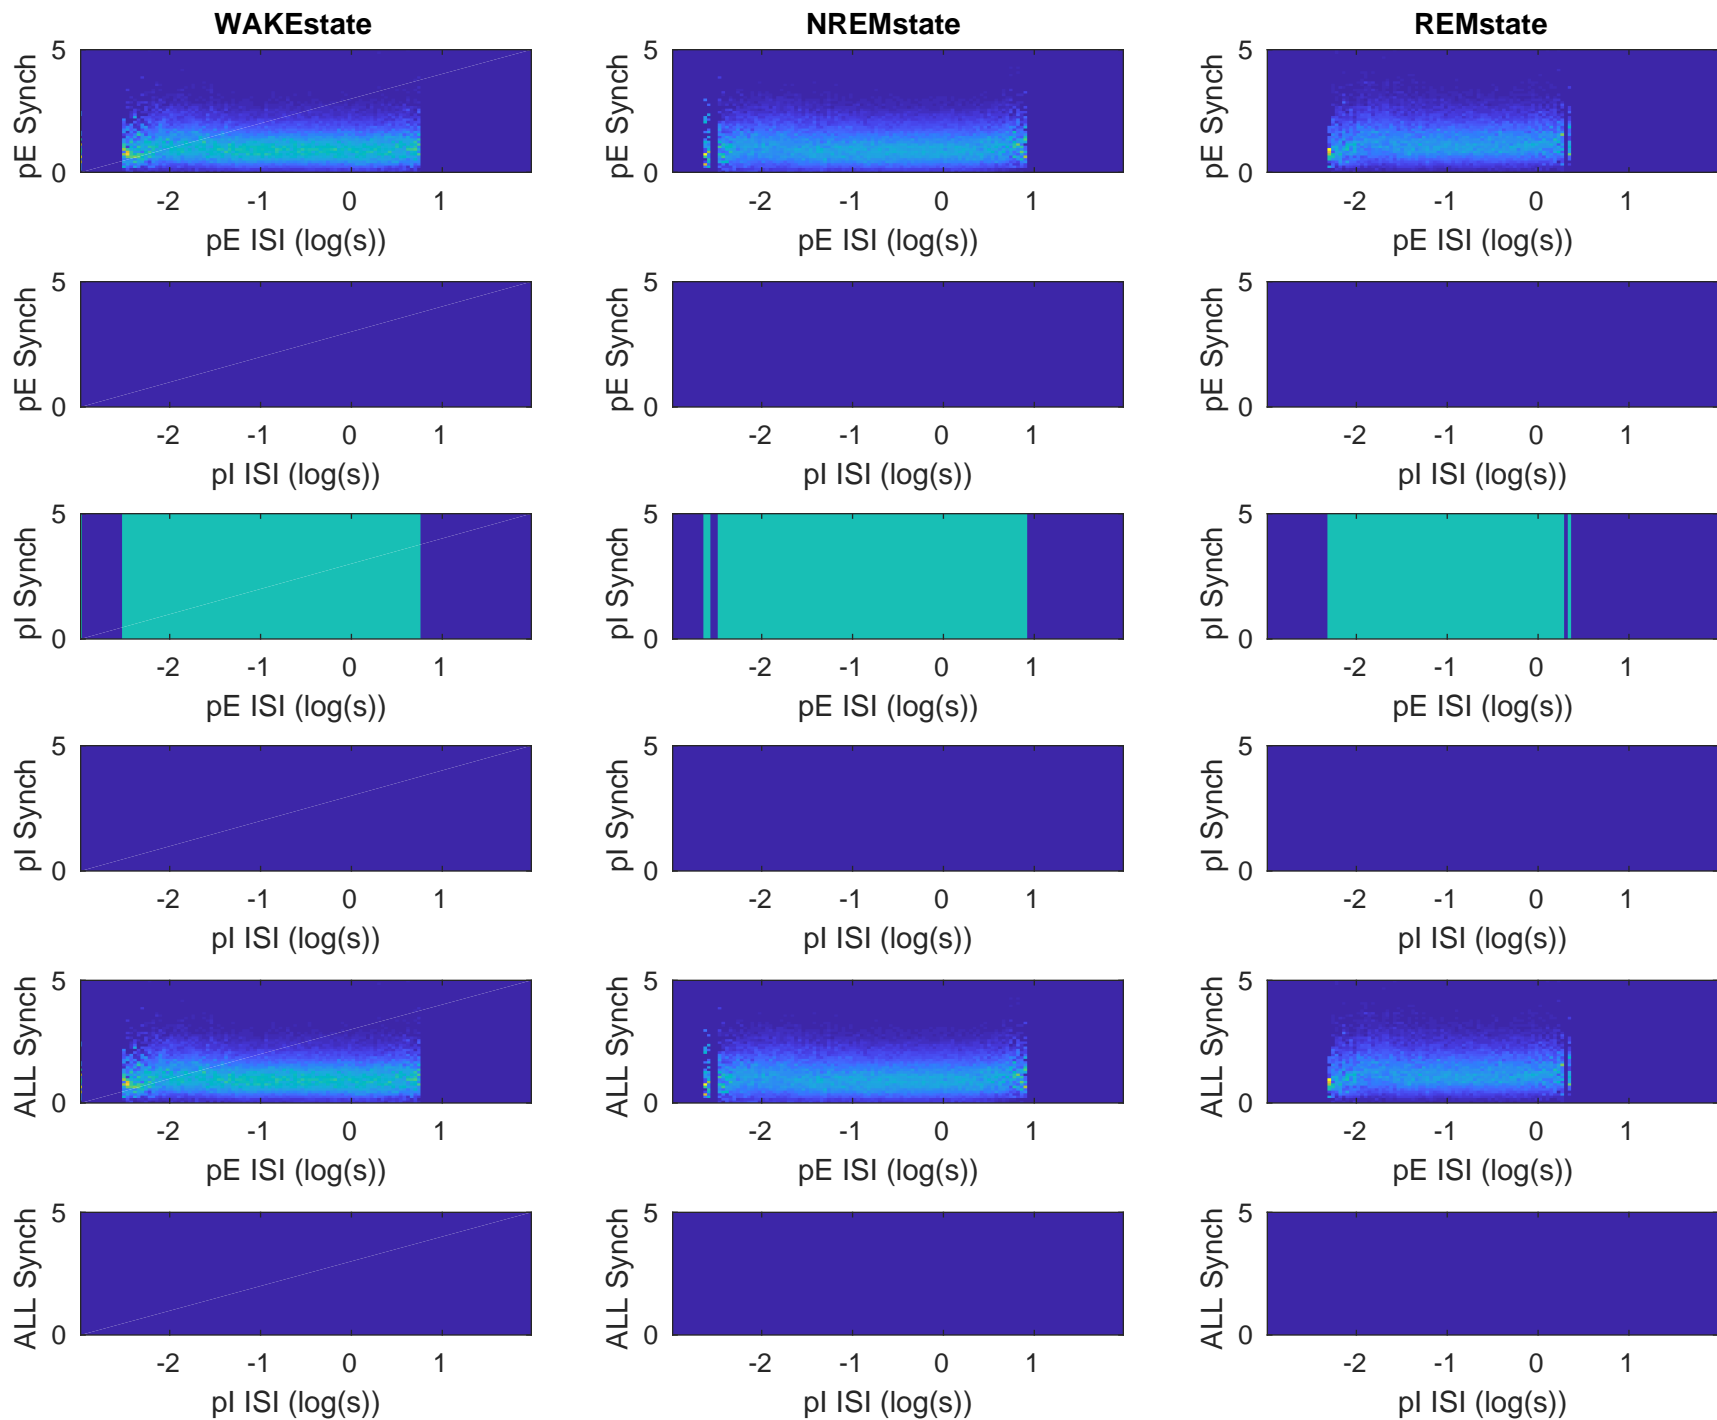 WAKEstate NREMstate REMstate
5 5 5
pE Synch pE Synch pE Synch
0 0 0
-2 -1 0 1 -2 -1 0 1 -2 -1 0 1
pE ISI (log(s)) pE ISI (log(s)) pE ISI (log(s))
5 5 5
pE Synch pE Synch pE Synch
0 0 0
-2 -1 0 1 -2 -1 0 1 -2 -1 0 1
pI ISI (log(s)) pI ISI (log(s)) pI ISI (log(s))
5 5 5
pI Synch pI Synch pI Synch
0 0 0
-2 -1 0 1 -2 -1 0 1 -2 -1 0 1
pE ISI (log(s)) pE ISI (log(s)) pE ISI (log(s))
5 5 5
pI Synch pI Synch pI Synch
0 0 0
-2 -1 0 1 -2 -1 0 1 -2 -1 0 1
pI ISI (log(s)) pI ISI (log(s)) pI ISI (log(s))
5 5 5
ALL Synch ALL Synch ALL Synch
0 0 0
-2 -1 0 1 -2 -1 0 1 -2 -1 0 1
pE ISI (log(s)) pE ISI (log(s)) pE ISI (log(s))
5 5 5
ALL Synch ALL Synch ALL Synch
0 0 0
-2 -1 0 1 -2 -1 0 1 -2 -1 0 1
pI ISI (log(s)) pI ISI (log(s)) pI ISI (log(s))